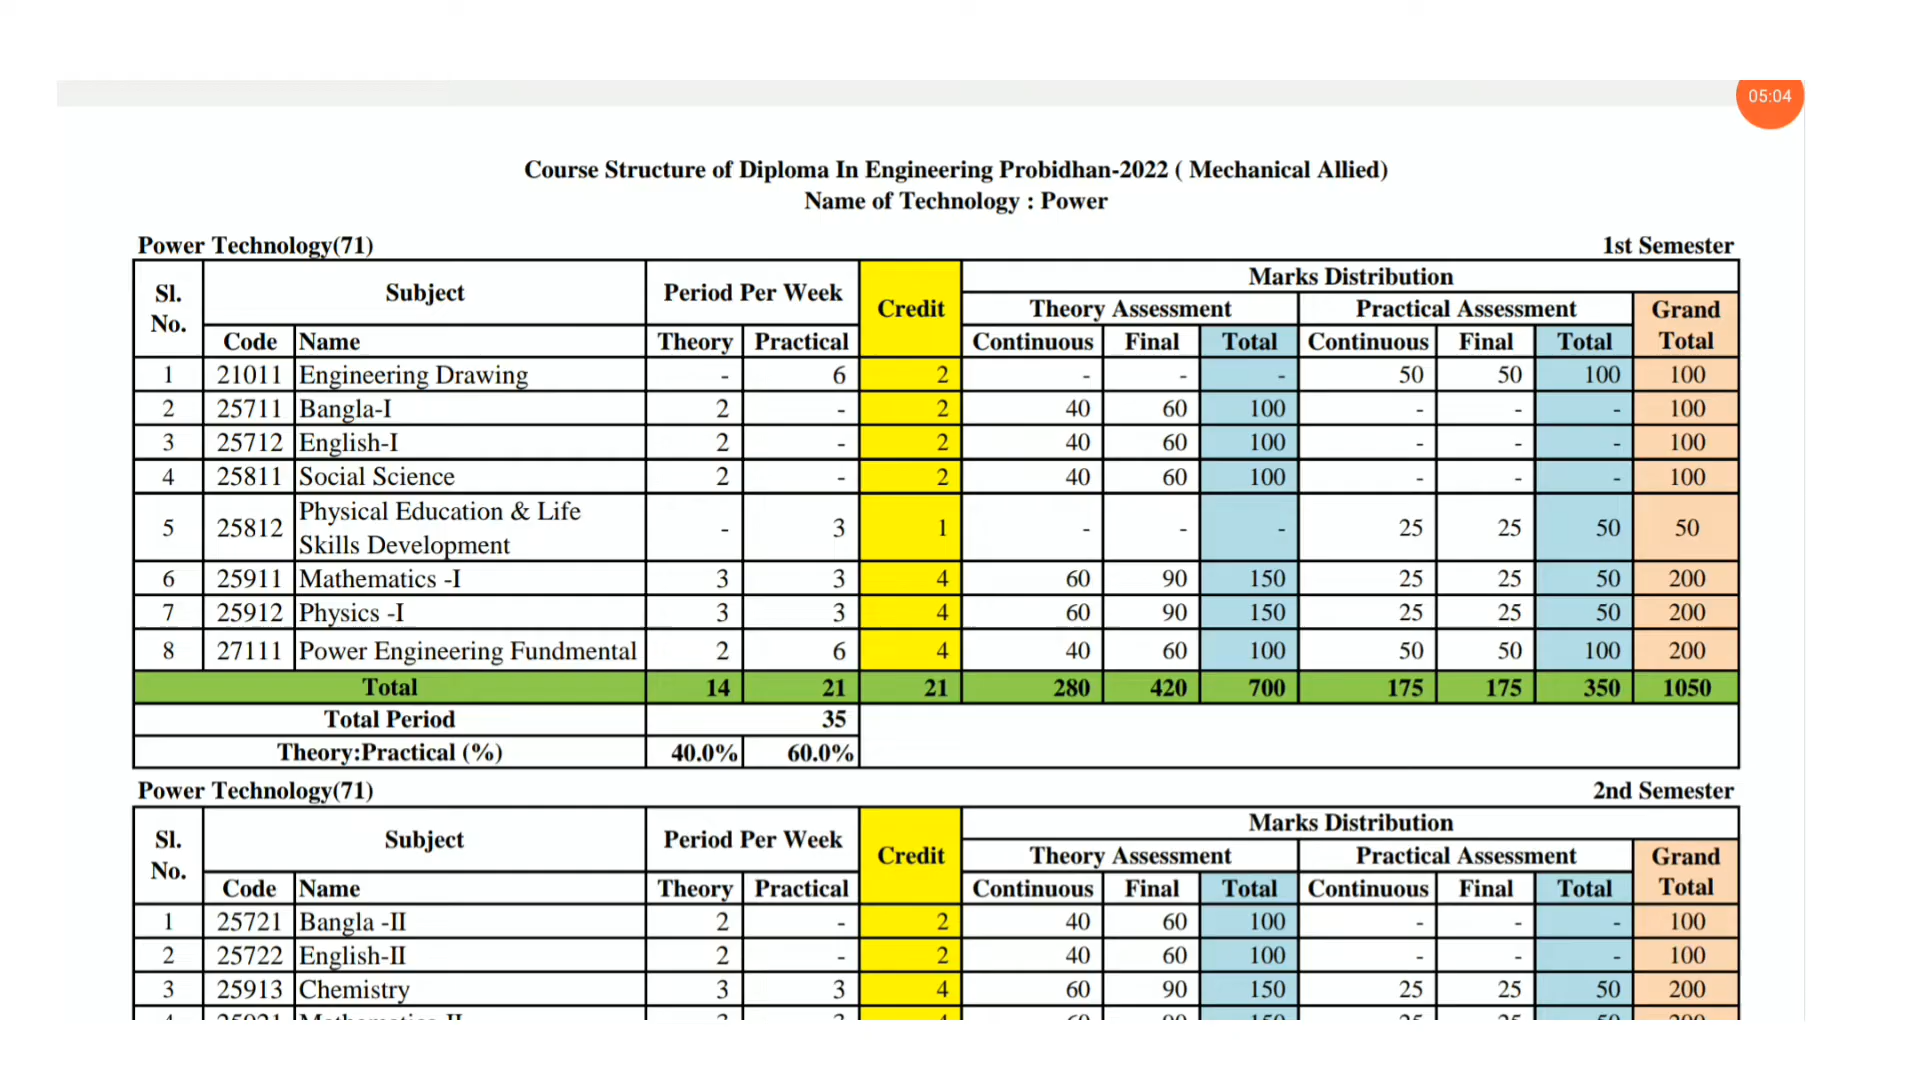 05:04
Course Structure of Diploma In Engineering Probidhan-2022 ( Mechanical Allied)
Name of Technology : Power
Power Technology(71) 1st Semester
Sl. No. Subject Period Per Week Credit Marks Distribution
Theory Assessment Practical Assessment Grand Total
Code Name Theory Practical Continuous Final Total Continuous Final Total
1 21011 Engineering Drawing - 6 2 - - - 50 50 100 100
2 25711 Bangla-I 2 - 2 40 60 100 - - - 100
3 25712 English-I 2 - 2 40 60 100 - - - 100
4 25811 Social Science 2 - 2 40 60 100 - - - 100
5 25812 Physical Education & Life Skills Development - 3 1 - - - 25 25 50 50
6 25911 Mathematics -I 3 3 4 60 90 150 25 25 50 200
7 25912 Physics -I 3 3 4 60 90 150 25 25 50 200
8 27111 Power Engineering Fundmental 2 6 4 40 60 100 50 50 100 200
Total 14 21 21 280 420 700 175 175 350 1050
Total Period 35
Theory:Practical (%) 40.0% 60.0%
Power Technology(71) 2nd Semester
Sl. No. Subject Period Per Week Credit Marks Distribution
Theory Assessment Practical Assessment Grand Total
Code Name Theory Practical Continuous Final Total Continuous Final Total
1 25721 Bangla -II 2 - 2 40 60 100 - - - 100
2 25722 English-II 2 - 2 40 60 100 - - - 100
3 25913 Chemistry 3 3 4 60 90 150 25 25 50 200